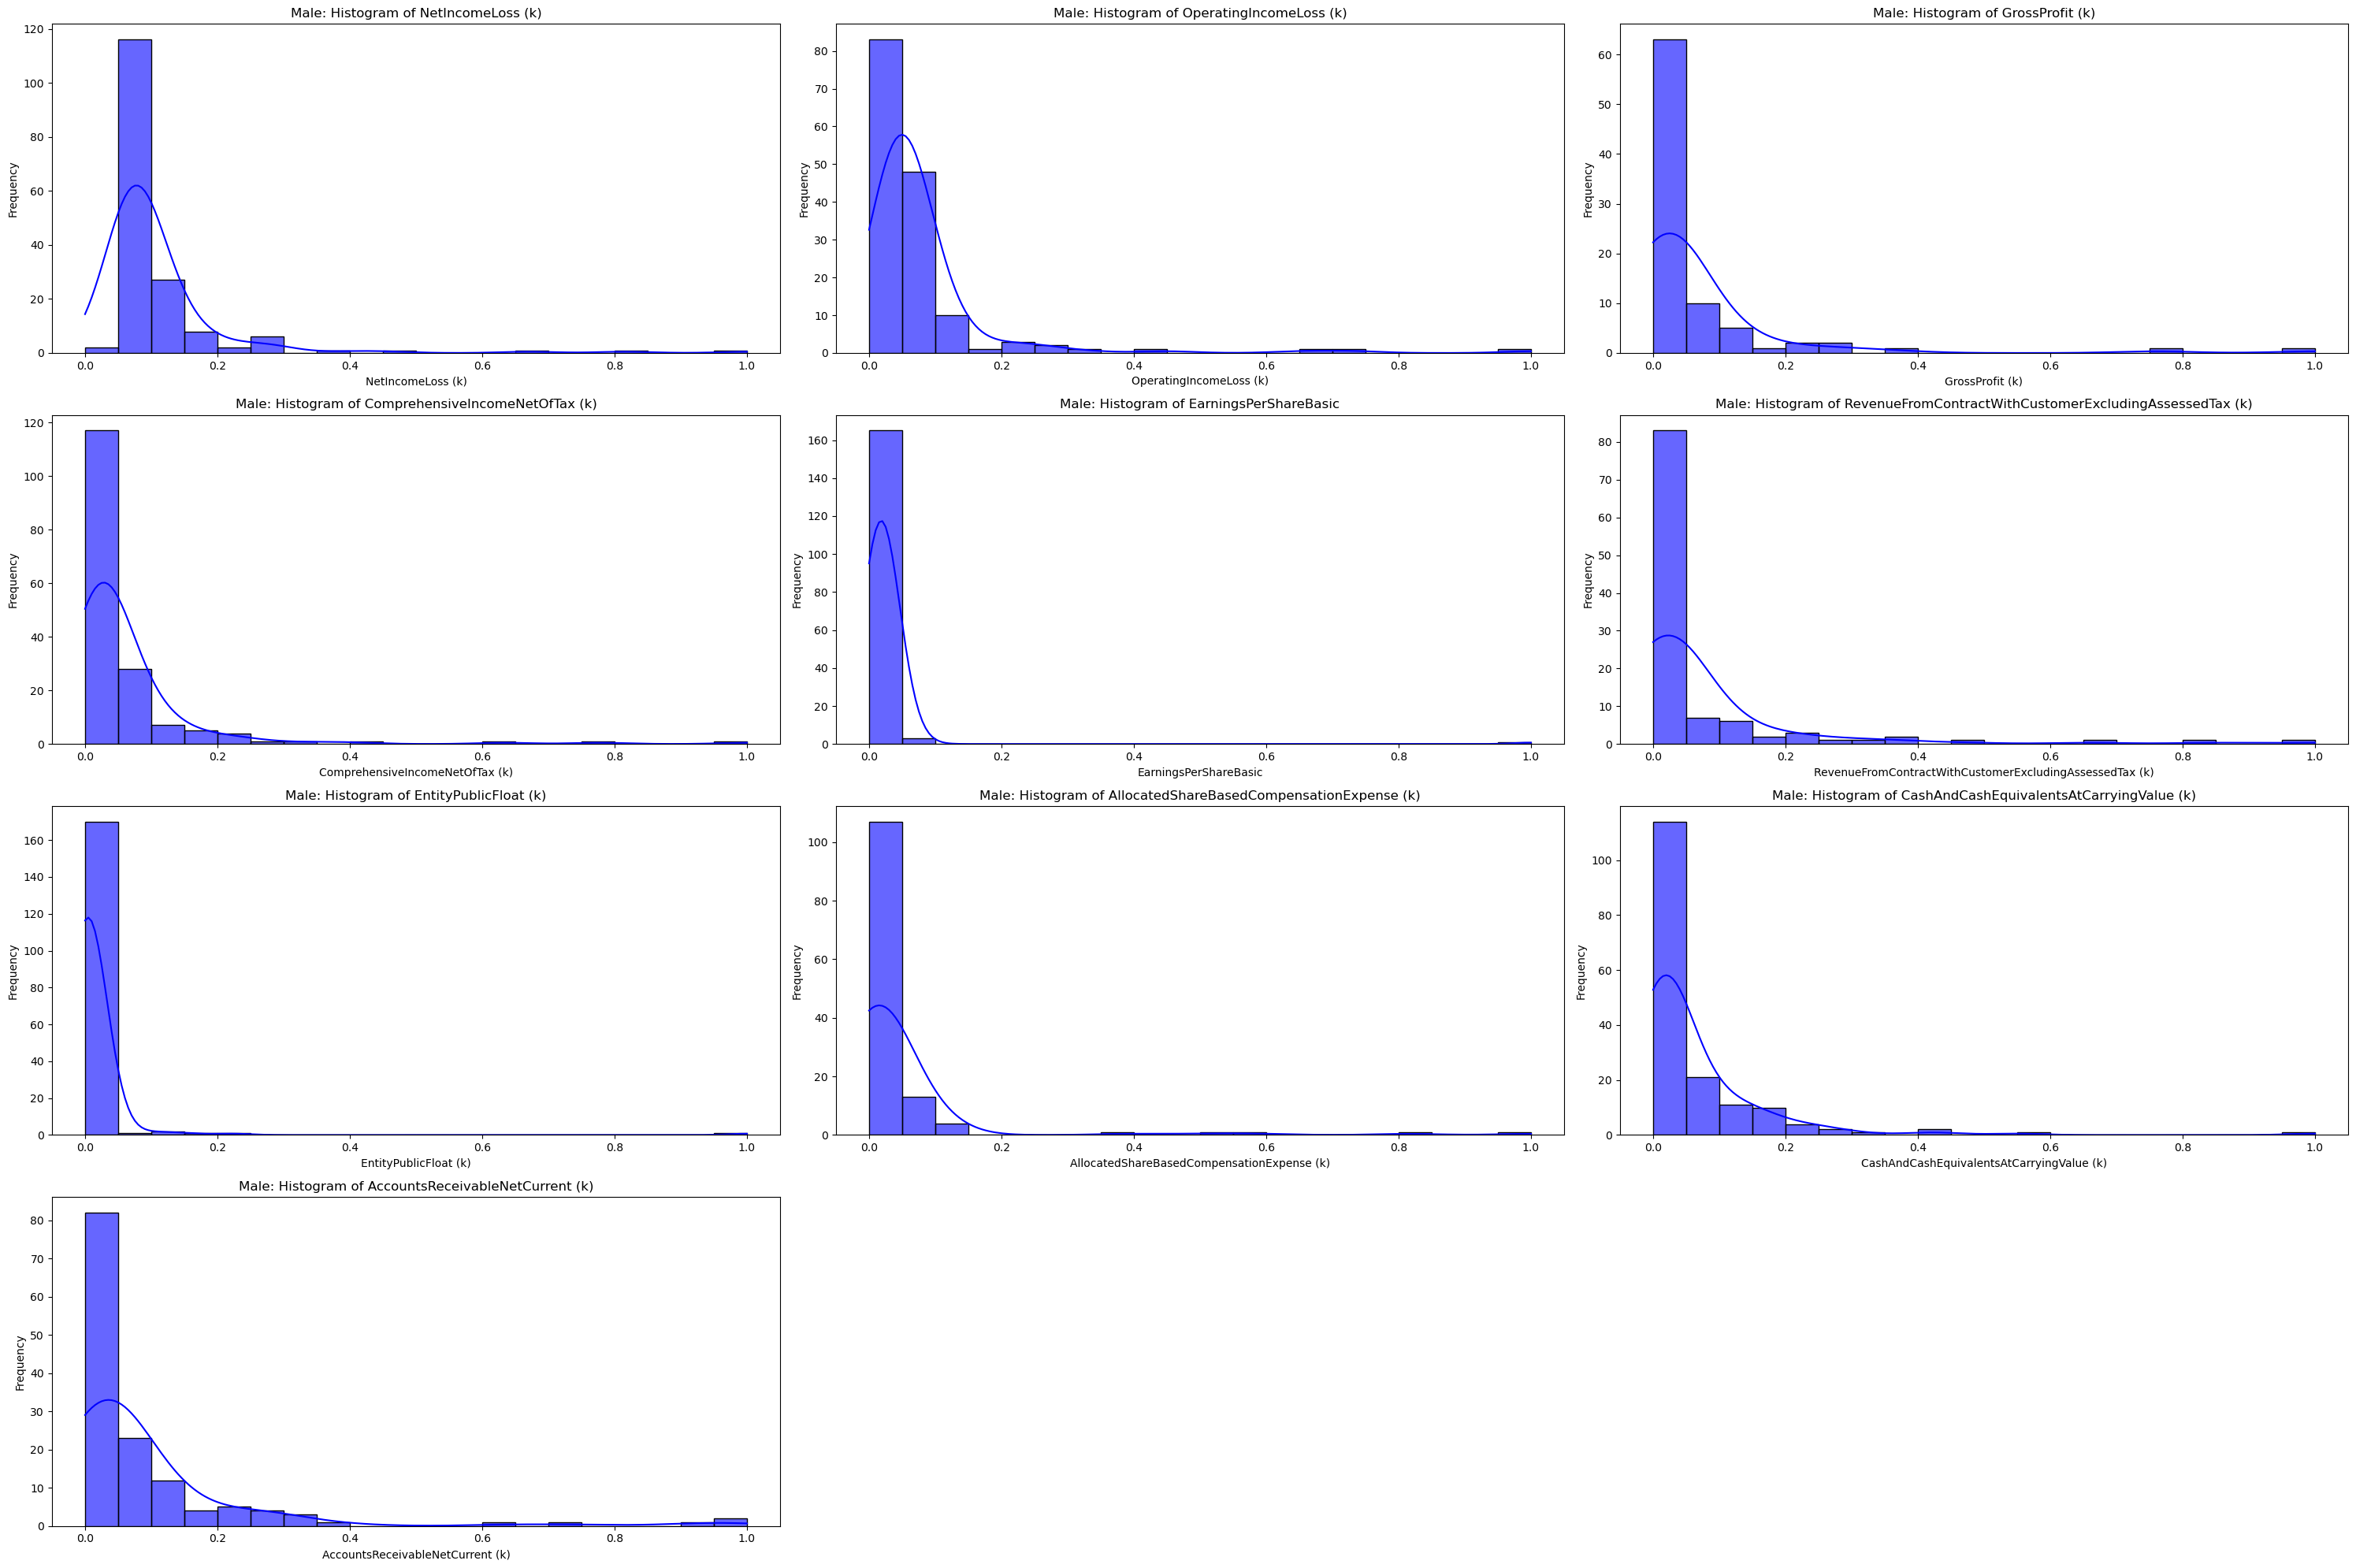 Male: Histogram of NetIncomeLoss (k)
Frequency
120
100
80
60
40
20
0
0.0 0.2 0.4 0.6 0.8 1.0
NetIncomeLoss (k)
Male: Histogram of OperatingIncomeLoss (k)
Frequency
80
70
60
50
40
30
20
10
0
0.0 0.2 0.4 0.6 0.8 1.0
OperatingIncomeLoss (k)
Male: Histogram of GrossProfit (k)
Frequency
60
50
40
30
20
10
0
0.0 0.2 0.4 0.6 0.8 1.0
GrossProfit (k)
Male: Histogram of ComprehensiveIncomeNetOfTax (k)
Frequency
120
100
80
60
40
20
0
0.0 0.2 0.4 0.6 0.8 1.0
ComprehensiveIncomeNetOfTax (k)
Male: Histogram of EarningsPerShareBasic
Frequency
160
140
120
100
80
60
40
20
0
0.0 0.2 0.4 0.6 0.8 1.0
EarningsPerShareBasic
Male: Histogram of RevenueFromContractWithCustomerExcludingAssessedTax (k)
Frequency
80
70
60
50
40
30
20
10
0
0.0 0.2 0.4 0.6 0.8 1.0
RevenueFromContractWithCustomerExcludingAssessedTax (k)
Male: Histogram of EntityPublicFloat (k)
Frequency
160
140
120
100
80
60
40
20
0
0.0 0.2 0.4 0.6 0.8 1.0
EntityPublicFloat (k)
Male: Histogram of AllocatedShareBasedCompensationExpense (k)
Frequency
100
80
60
40
20
0
0.0 0.2 0.4 0.6 0.8 1.0
AllocatedShareBasedCompensationExpense (k)
Male: Histogram of CashAndCashEquivalentsAtCarryingValue (k)
Frequency
100
80
60
40
20
0
0.0 0.2 0.4 0.6 0.8 1.0
CashAndCashEquivalentsAtCarryingValue (k)
Male: Histogram of AccountsReceivableNetCurrent (k)
Frequency
80
70
60
50
40
30
20
10
0
0.0 0.2 0.4 0.6 0.8 1.0
AccountsReceivableNetCurrent (k)